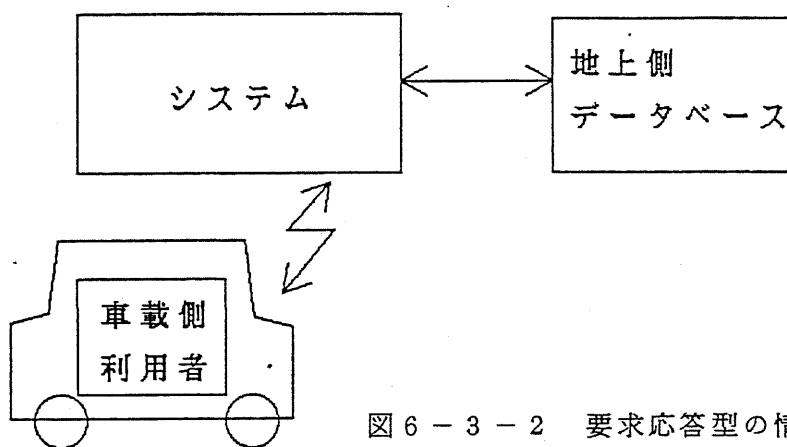 システム
地上側
データベース
車載側
利用者
図6-3-2 要求応答型の情